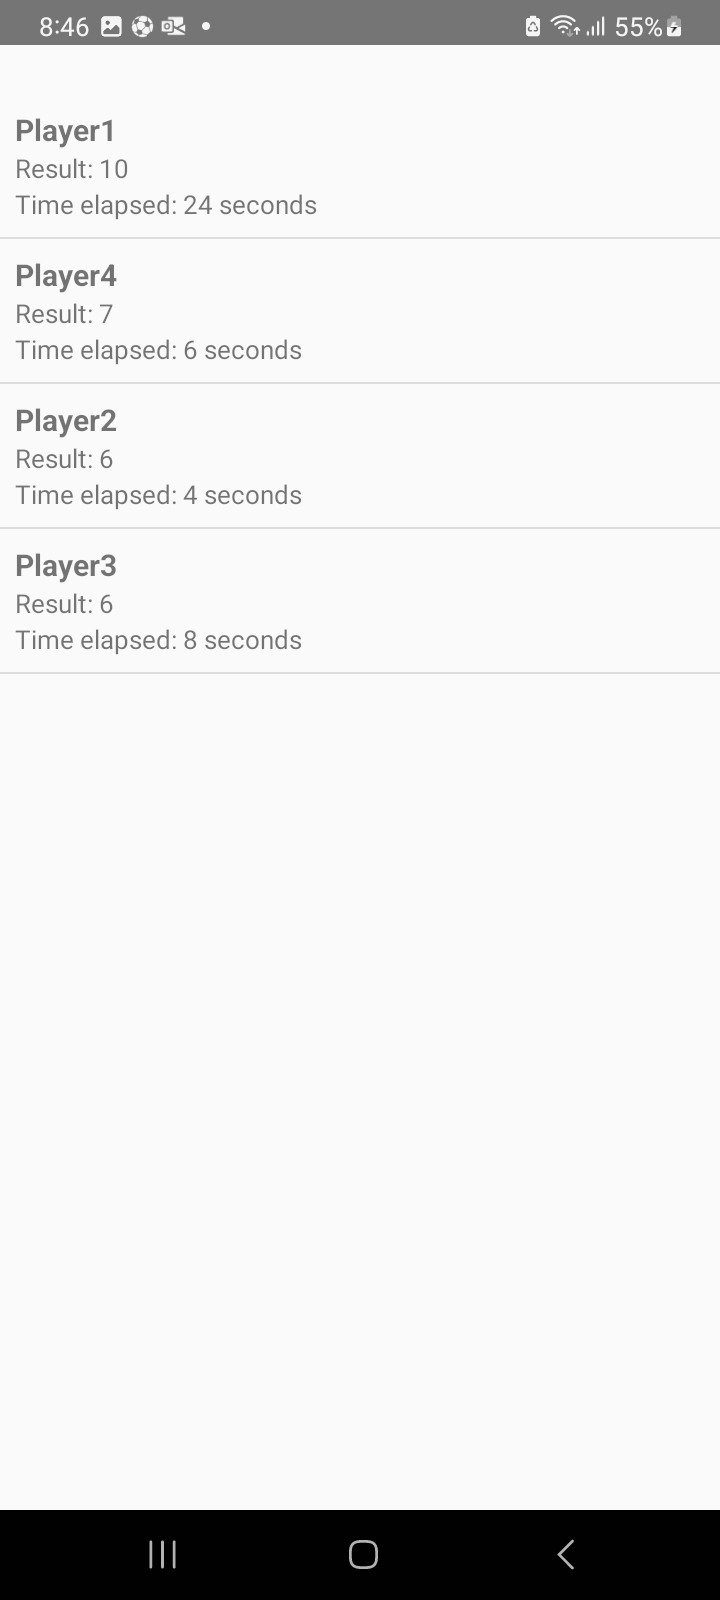 8:46 55%
Player1
Result: 10
Time elapsed: 24 seconds
Player4
Result: 7
Time elapsed: 6 seconds
Player2
Result: 6
Time elapsed: 4 seconds
Player3
Result: 6
Time elapsed: 8 seconds